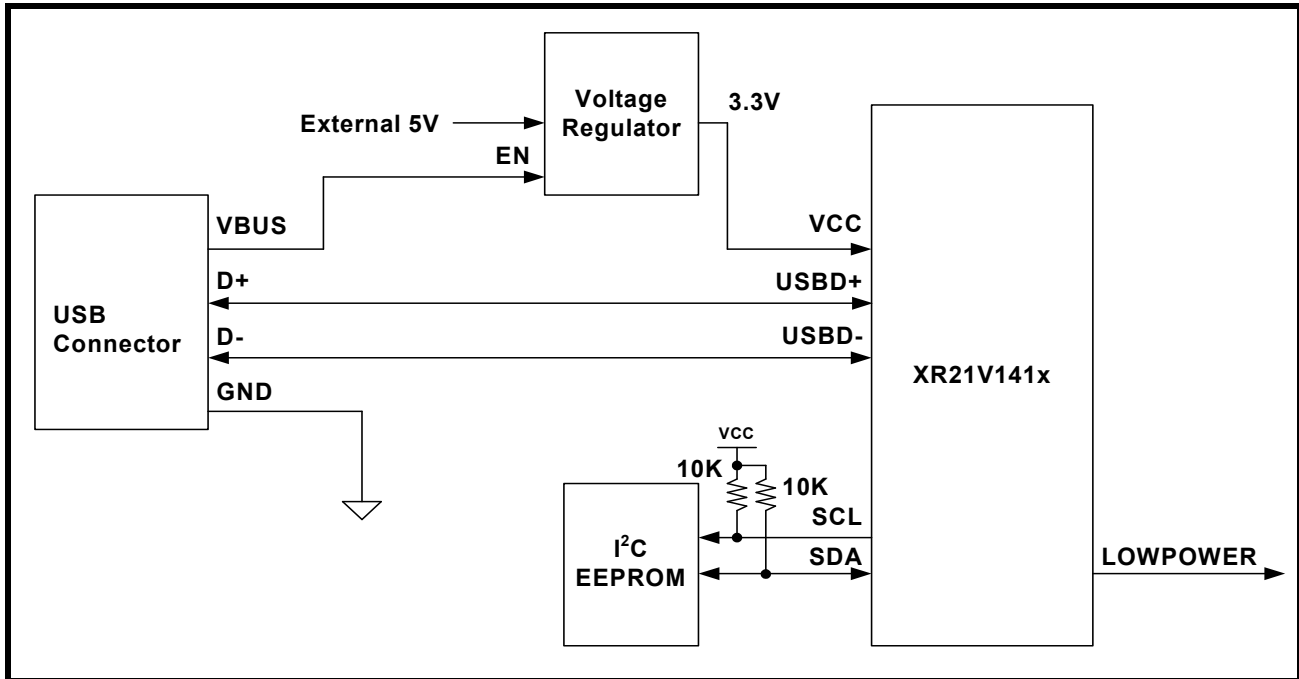 Voltage
Regulator
3.3V
External 5V
EN
VBUS
VCC
D+
USBD+
USB
Connector
D-
USBD-
XR21V141x
GND
VCC
10K
10K
SCL
I²C
EEPROM
SDA
LOWPOWER